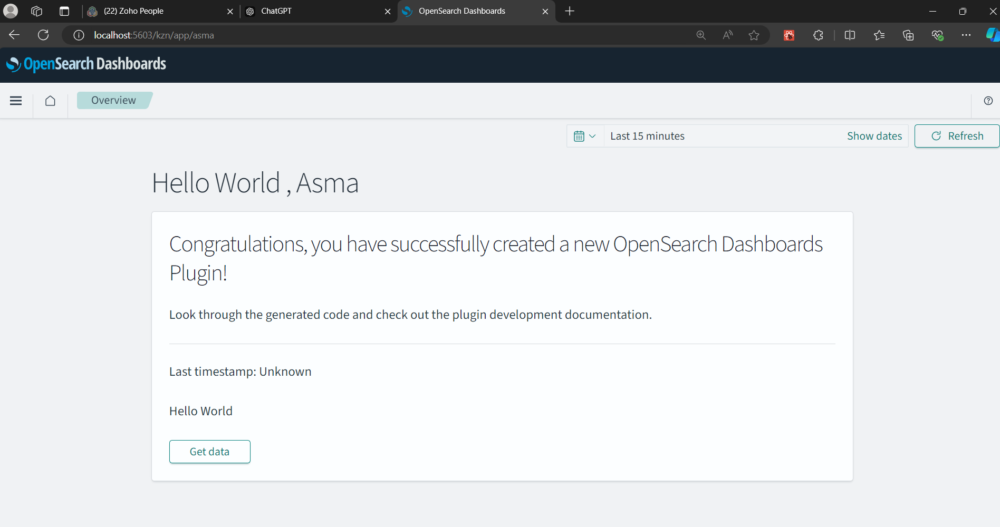 (22) Zoho People
ChatGPT
OpenSearch Dashboards
localhost:5603/kzn/app/asma
OpenSearch Dashboards
Overview
Last 15 minutes
Show dates
Refresh
Hello World , Asma
Congratulations, you have successfully created a new OpenSearch Dashboards
Plugin!
Look through the generated code and check out the plugin development documentation.
Last timestamp: Unknown
Hello World
Get data